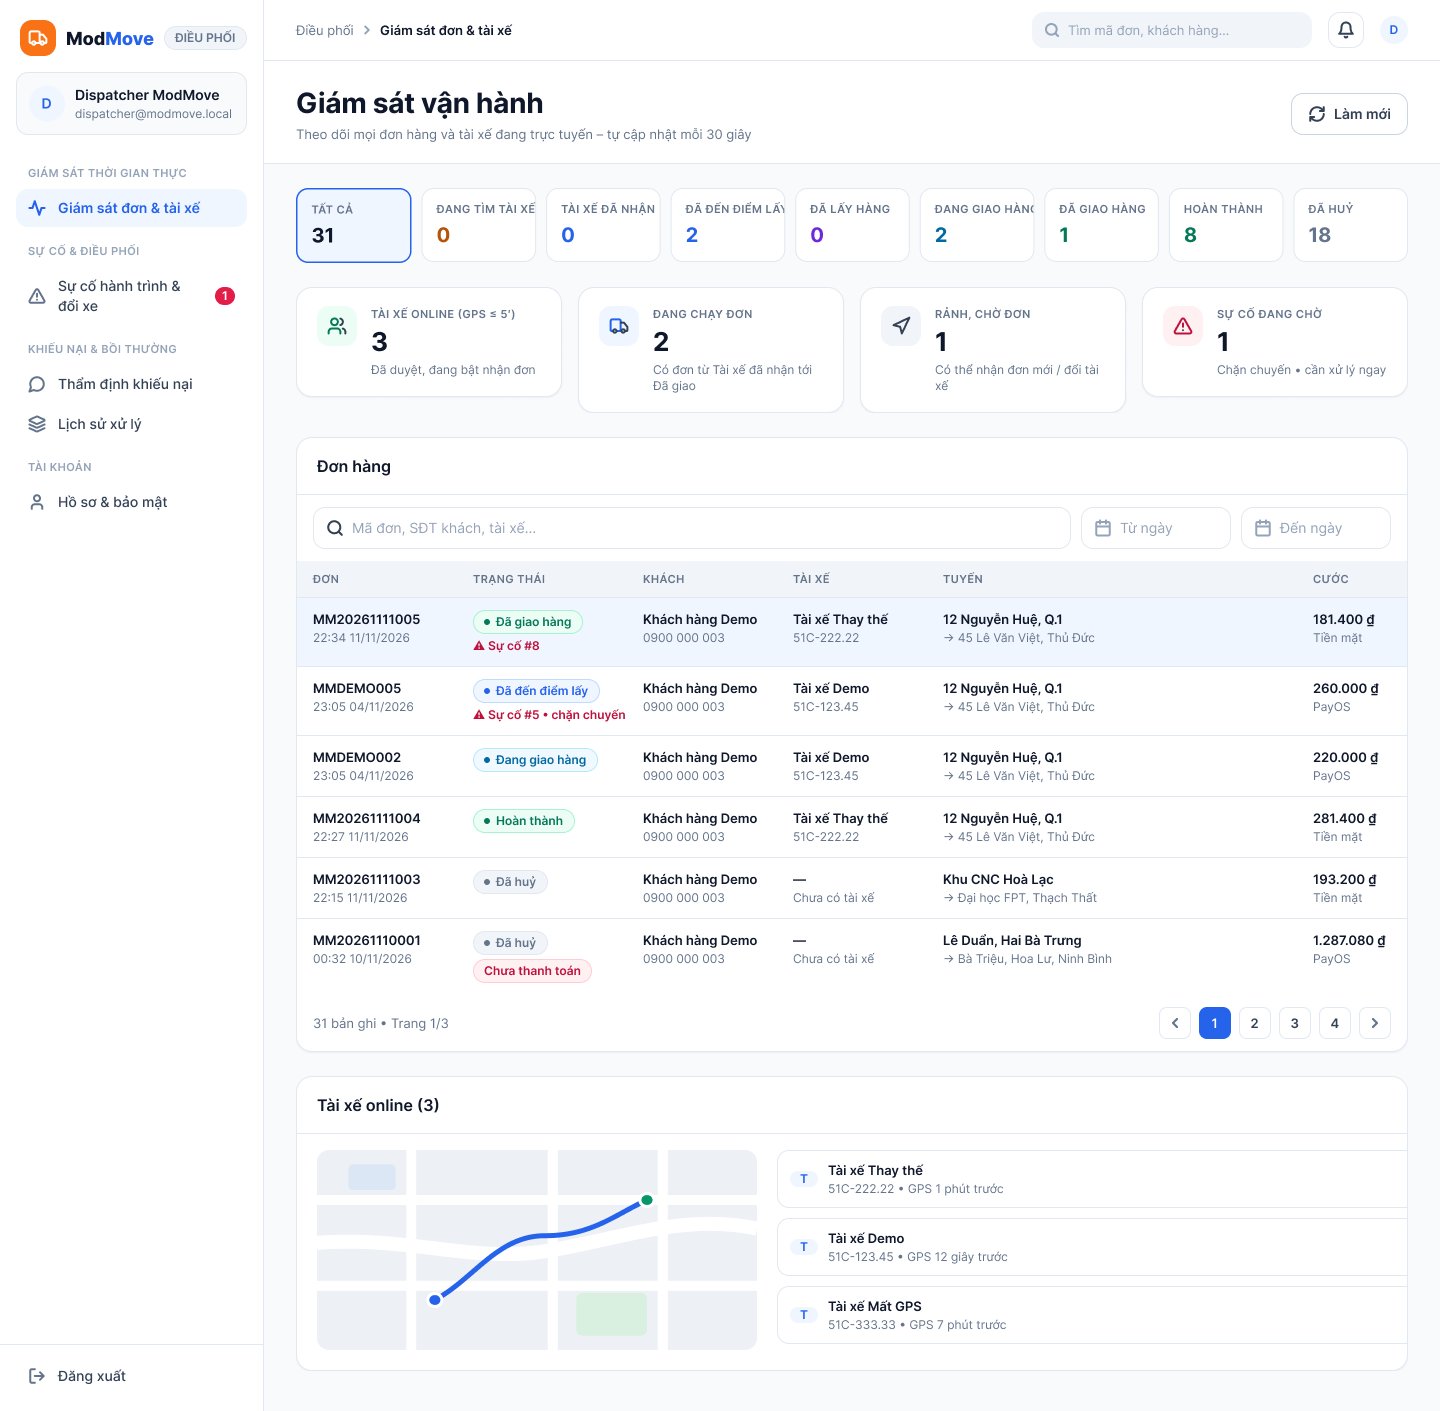 ModMove ĐIỀU PHỐI
D
Dispatcher ModMove
dispatcher@modmove.local
GIÁM SÁT THỜI GIAN THỰC
Giám sát đơn & tài xế
SỰ CỐ & ĐIỀU PHỐI
Sự cố hành trình &
đổi xe
1
KHIẾU NẠI & BỒI THƯỜNG
Thẩm định khiếu nại
Lịch sử xử lý
TÀI KHOẢN
Hồ sơ & bảo mật
Đăng xuất
Điều phối > Giám sát đơn & tài xế
Tìm mã đơn, khách hàng...
D
Giám sát vận hành
Theo dõi mọi đơn hàng và tài xế đang trực tuyến – tự cập nhật mỗi 30 giây
Làm mới
TẤT CẢ
31
ĐANG TÌM TÀI XẾ
0
TÀI XẾ ĐÃ NHẬN
0
ĐÃ ĐẾN ĐIỂM LẤY
2
ĐÃ LẤY HÀNG
0
ĐANG GIAO HÀNG
2
ĐÃ GIAO HÀNG
1
HOÀN THÀNH
8
ĐÃ HUỶ
18
TÀI XẾ ONLINE (GPS ≤ 5')
3
Đã duyệt, đang bật nhận đơn
ĐANG CHẠY ĐƠN
2
Có đơn từ Tài xế đã nhận tới
Đã giao
RẢNH, CHỜ ĐƠN
1
Có thể nhận đơn mới / đổi tài
xế
SỰ CỐ ĐANG CHỜ
1
Chặn chuyến • cần xử lý ngay
Đơn hàng
Mã đơn, SĐT khách, tài xế...
Từ ngày
Đến ngày
ĐƠN TRẠNG THÁI KHÁCH TÀI XẾ TUYẾN CƯỚC
MM20261111005 Đã giao hàng Khách hàng Demo Tài xế Thay thế 12 Nguyễn Huệ, Q.1 181.400 ₫
22:34 11/11/2026 Sự cố #8 0900 000 003 51C-222.22 → 45 Lê Văn Việt, Thủ Đức Tiền mặt
MMDEMO005 Đã đến điểm lấy Khách hàng Demo Tài xế Demo 12 Nguyễn Huệ, Q.1 260.000 ₫
23:05 04/11/2026 Sự cố #5 • chặn chuyến 0900 000 003 51C-123.45 → 45 Lê Văn Việt, Thủ Đức PayOS
MMDEMO002 Đang giao hàng Khách hàng Demo Tài xế Demo 12 Nguyễn Huệ, Q.1 220.000 ₫
23:05 04/11/2026 0900 000 003 51C-123.45 → 45 Lê Văn Việt, Thủ Đức PayOS
MM20261111004 Hoàn thành Khách hàng Demo Tài xế Thay thế 12 Nguyễn Huệ, Q.1 281.400 ₫
22:27 11/11/2026 0900 000 003 51C-222.22 → 45 Lê Văn Việt, Thủ Đức Tiền mặt
MM20261111003 Đã huỷ Khách hàng Demo — Khu CNC Hoà Lạc 193.200 ₫
22:15 11/11/2026 0900 000 003 Chưa có tài xế → Đại học FPT, Thạch Thất Tiền mặt
MM20261110001 Đã huỷ Khách hàng Demo — Lê Duẩn, Hai Bà Trưng 1.287.080 ₫
00:32 10/11/2026 0900 000 003 Chưa có tài xế → Bà Triệu, Hoa Lư, Ninh Bình PayOS
Chưa thanh toán
31 bản ghi • Trang 1/3
1 2 3 4
Tài xế online (3)
T
Tài xế Thay thế
51C-222.22 • GPS 1 phút trước
T
Tài xế Demo
51C-123.45 • GPS 12 giây trước
T
Tài xế Mất GPS
51C-333.33 • GPS 7 phút trước